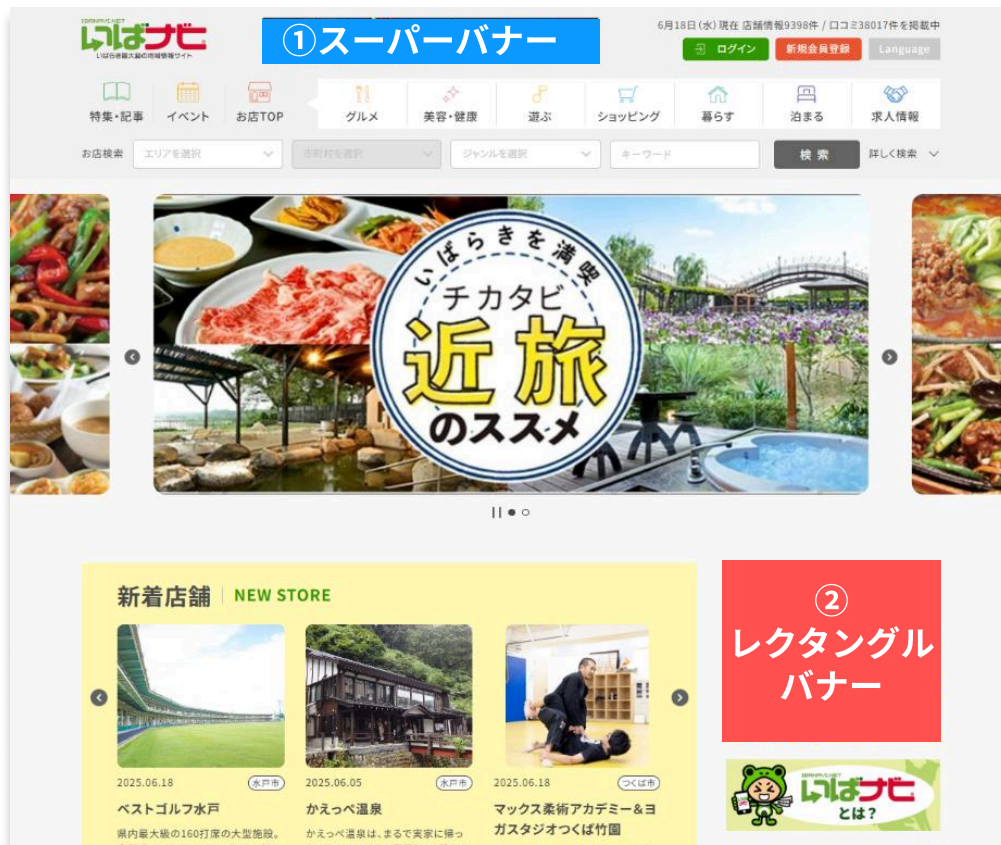 IBARAKI-NAVI.NET
いばナビ
いばらき最大級の地域情報サイト
①スーパーバナー
6月18日(水)現在 店舗情報9398件 / 口コミ38017件を掲載中
ログイン
新規会員登録
Language
特集・記事
イベント
お店TOP
グルメ
美容・健康
遊ぶ
ショッピング
暮らす
泊まる
求人情報
お店検索
エリアを選択
市町村を選択
ジャンルを選択
キーワード
検索
詳しく検索
いばらきを満喫
チカタビ
近旅
のススメ
新着店舗
NEW STORE
②
レクタングル
バナー
2025.06.18
水戸市
2025.06.05
水戸市
2025.06.18
つくば市
ベストゴルフ水戸
かえっぺ温泉
マックス柔術アカデミー&ヨ
ガスタジオつくば竹園
県内最大級の160打席の大型施設。
かえっぺ温泉は、まるで実家に帰っ
いばナビ
とは?